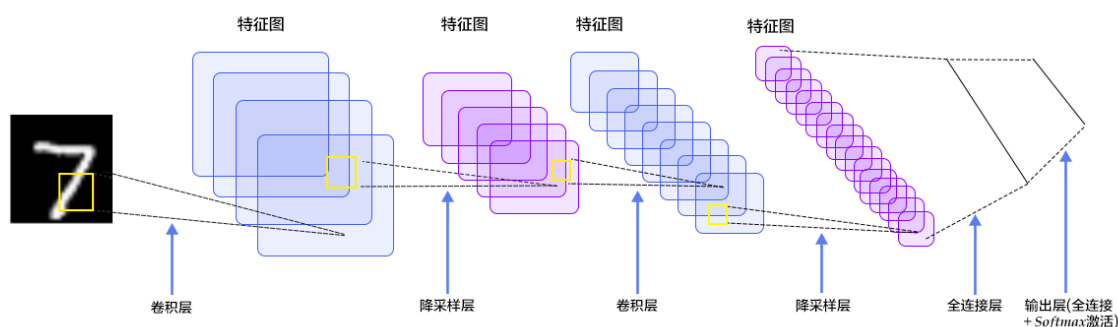 特征图
特征图
特征图
特征图
卷积层
降采样层
卷积层
降采样层
全连接层
输出层(全连接
+ Softmax激活)